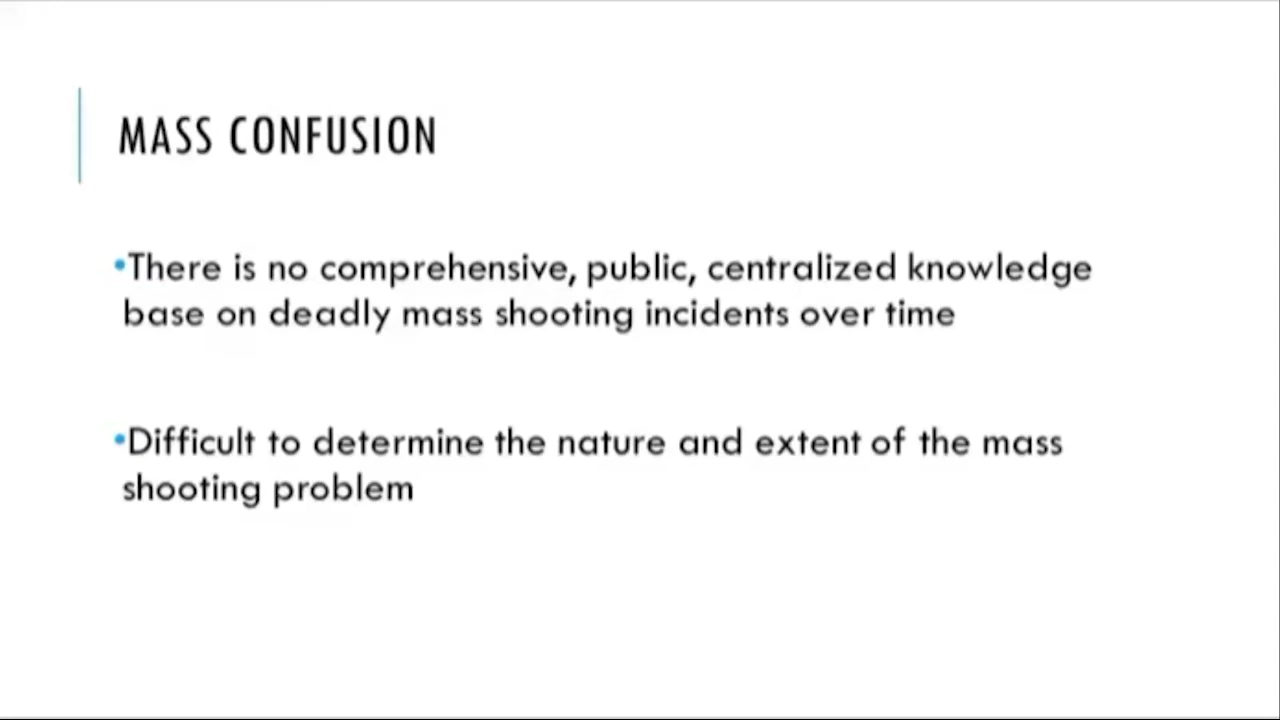 MASS CONFUSION
•There is no comprehensive, public, centralized knowledge
base on deadly mass shooting incidents over time
•Difficult to determine the nature and extent of the mass
shooting problem